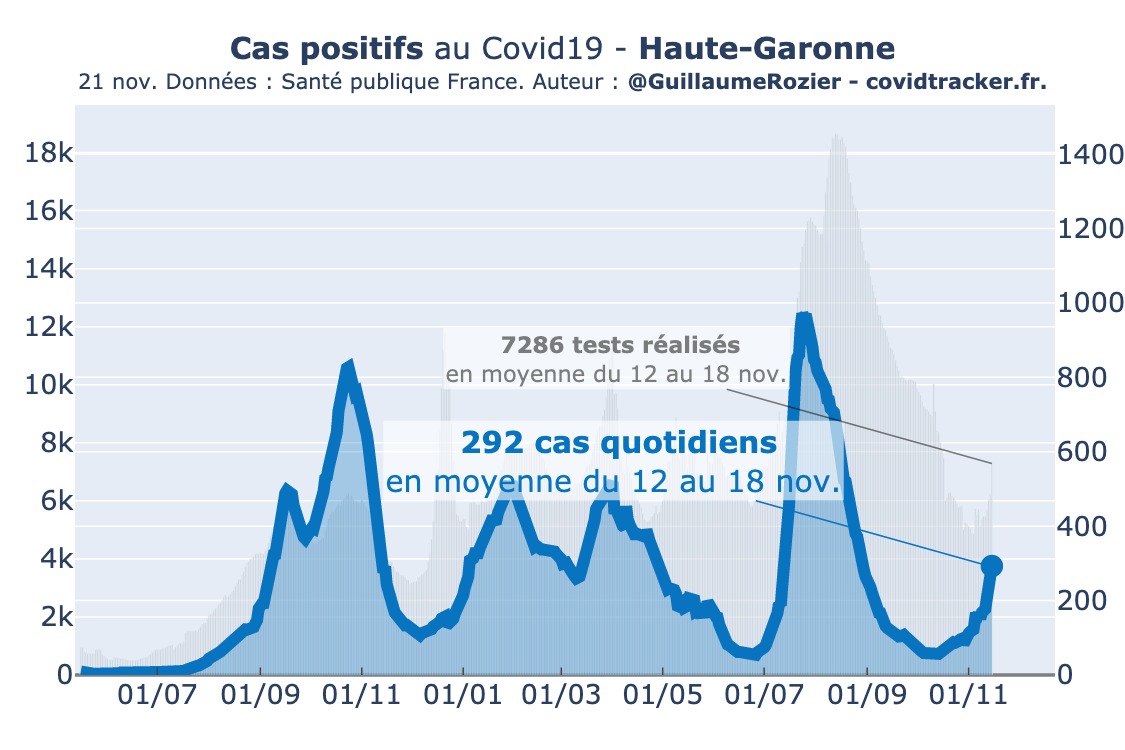 Cas positifs au Covid19 - Haute-Garonne
21 nov. Données : Santé publique France. Auteur : @GuillaumeRozier - covidtracker.fr.
18k
16k
14k
12k
10k
8k
6k
4k
2k
0
1400
1200
1000
800
600
400
200
0
7286 tests réalisés
en moyenne du 12 au 18 nov.
292 cas quotidiens
en moyenne du 12 au 18 nov.
01/07 01/09 01/11 01/01 01/03 01/05 01/07 01/09 01/11